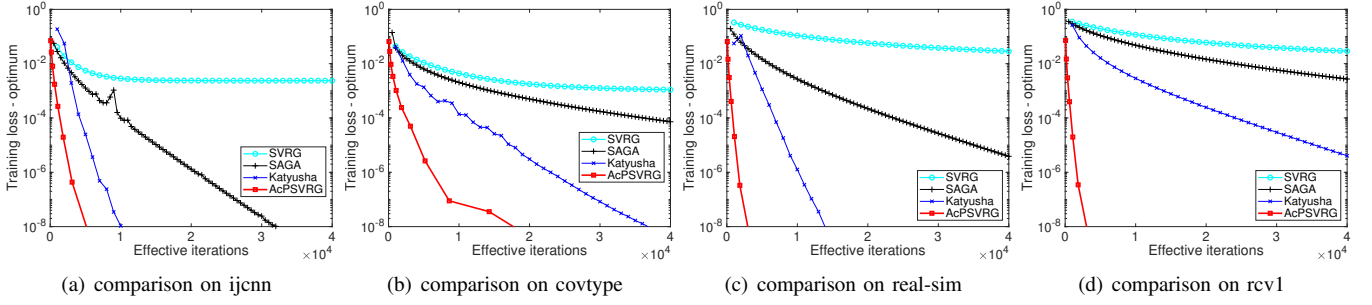 Training loss - optimum
10^0
10^-2
10^-4
10^-6
10^-8
SVRG
SAGA
Katyusha
AcPSVRG
0 1 2 3 4
Effective iterations
×10^4
(a) comparison on ijcnn
Training loss - optimum
10^0
10^-2
10^-4
10^-6
10^-8
SVRG
SAGA
Katyusha
AcPSVRG
0 1 2 3 4
Effective iterations
×10^4
(b) comparison on covtype
Training loss - optimum
10^0
10^-2
10^-4
10^-6
10^-8
SVRG
SAGA
Katyusha
AcPSVRG
0 1 2 3 4
Effective iterations
×10^4
(c) comparison on real-sim
Training loss - optimum
10^0
10^-2
10^-4
10^-6
10^-8
SVRG
SAGA
Katyusha
AcPSVRG
0 1 2 3 4
Effective iterations
×10^4
(d) comparison on rcv1